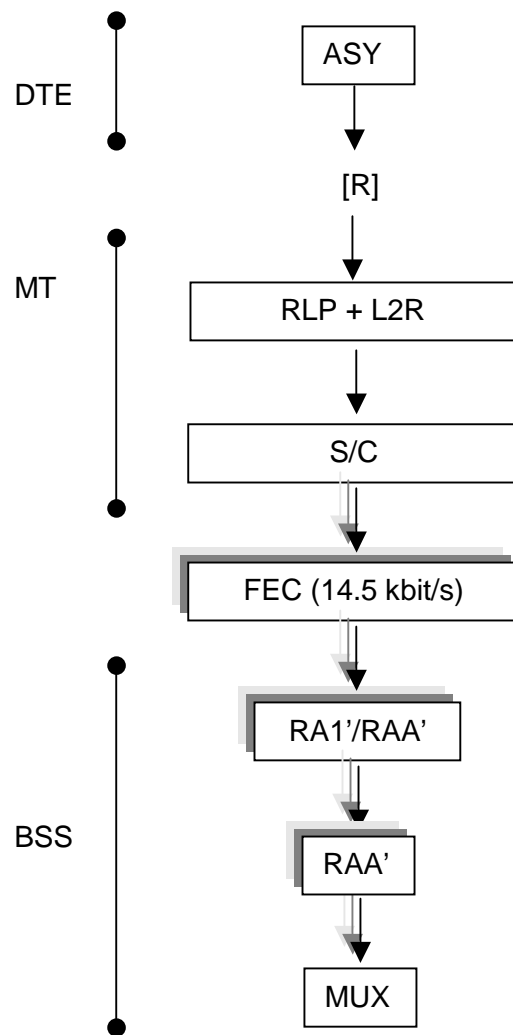 ASY
DTE
[R]
MT
RLP + L2R
S/C
FEC (14.5 kbit/s)
RA1’/RAA’
BSS
RAA’
MUX